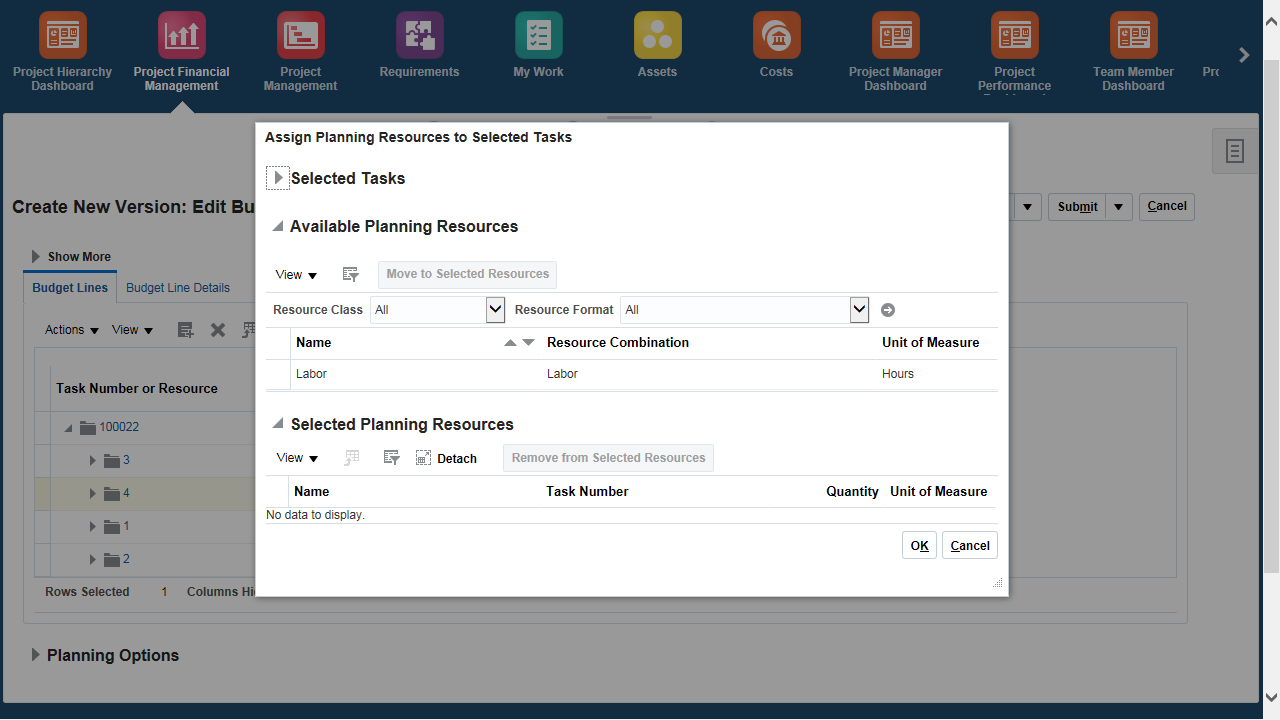 Project Hierarchy
Dashboard
Project Financial
Management
Project
Management
Requirements
My Work
Assets
Costs
Project Manager
Dashboard
Project
Performance
Team Member
Dashboard
Assign Planning Resources to Selected Tasks
Selected Tasks
Create New Version: Edit Bu
Submit
Cancel
Available Planning Resources
Show More
View
Move to Selected Resources
Budget Lines
Budget Line Details
Resource Class
All
Resource Format
All
Actions
View
Name
Resource Combination
Unit of Measure
Labor
Labor
Hours
Task Number or Resource
100022
3
4
1
2
Selected Planning Resources
View
Detach
Remove from Selected Resources
Name
Task Number
Quantity
Unit of Measure
No data to display.
OK
Cancel
Rows Selected
1
Columns Hi
Planning Options